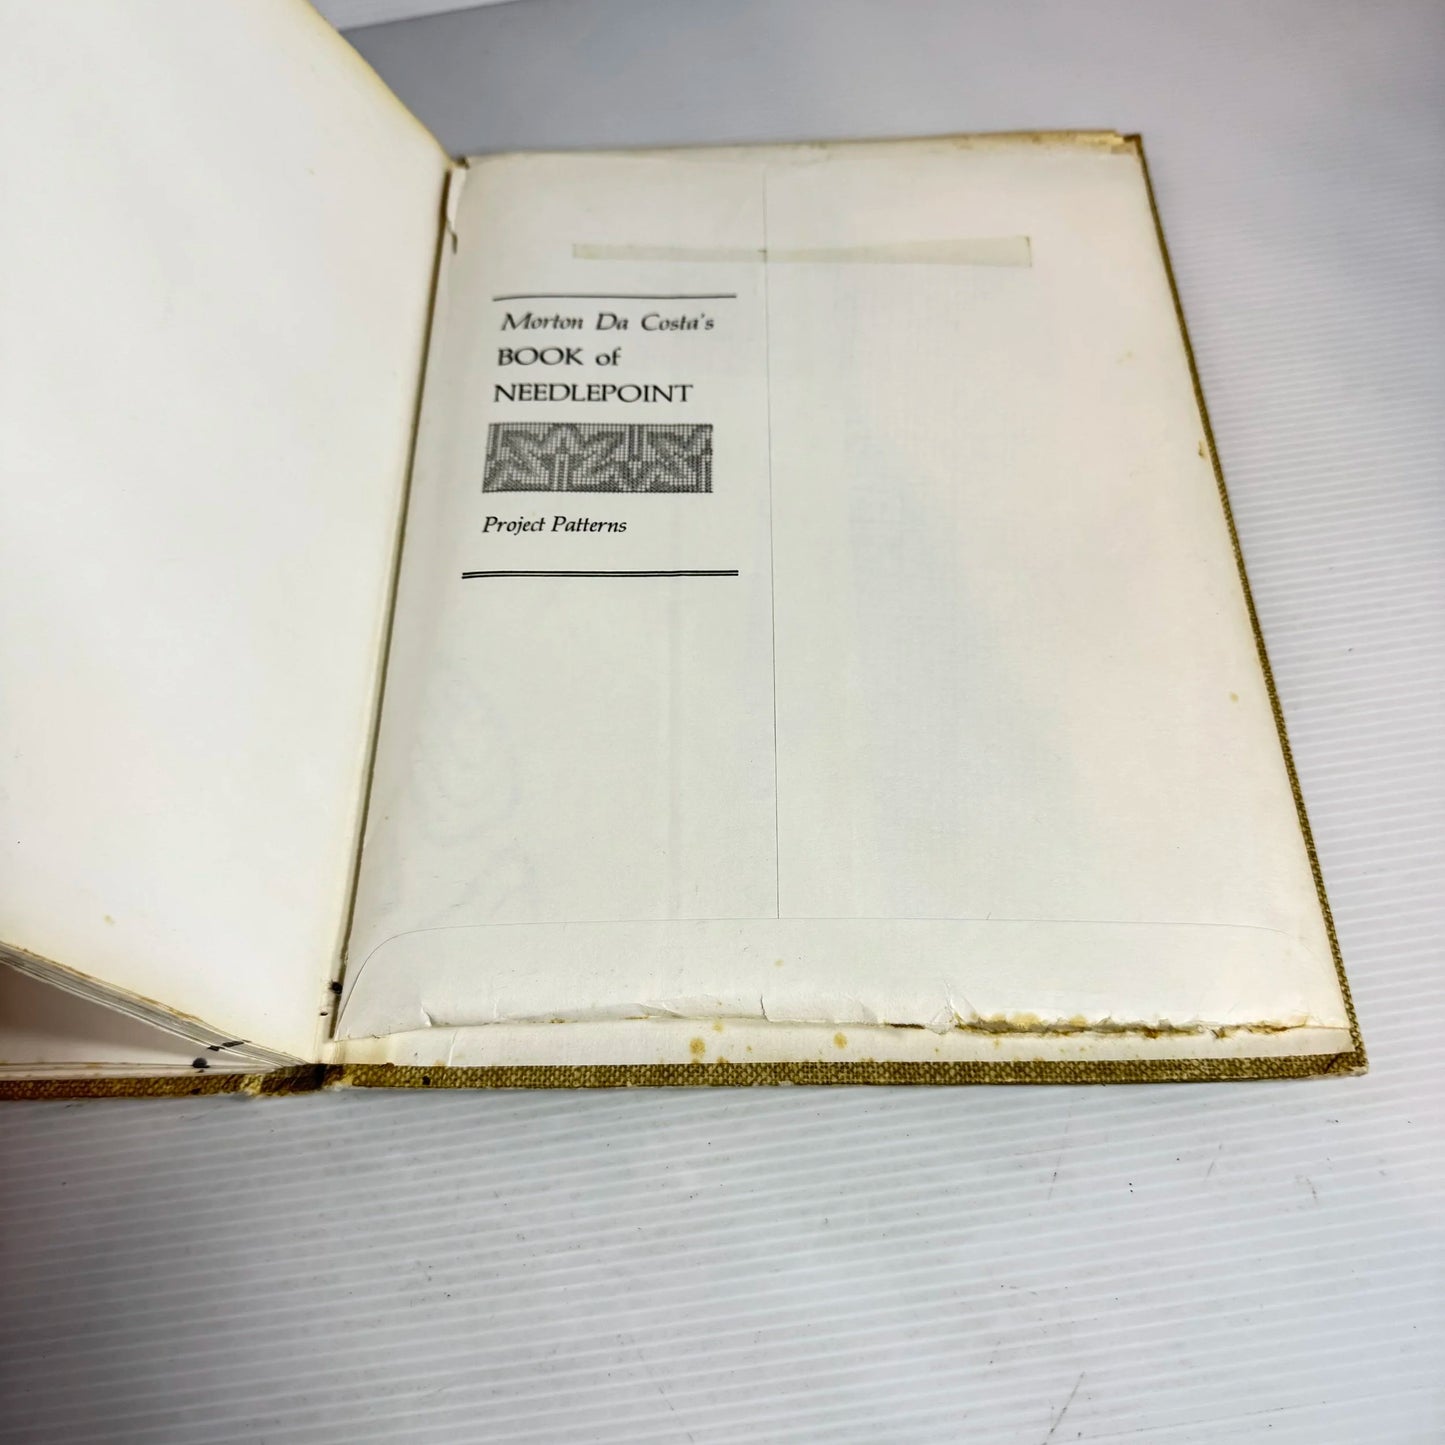 Morton Da Costa's
BOOK of
NEEDLEPOINT
Project Patterns